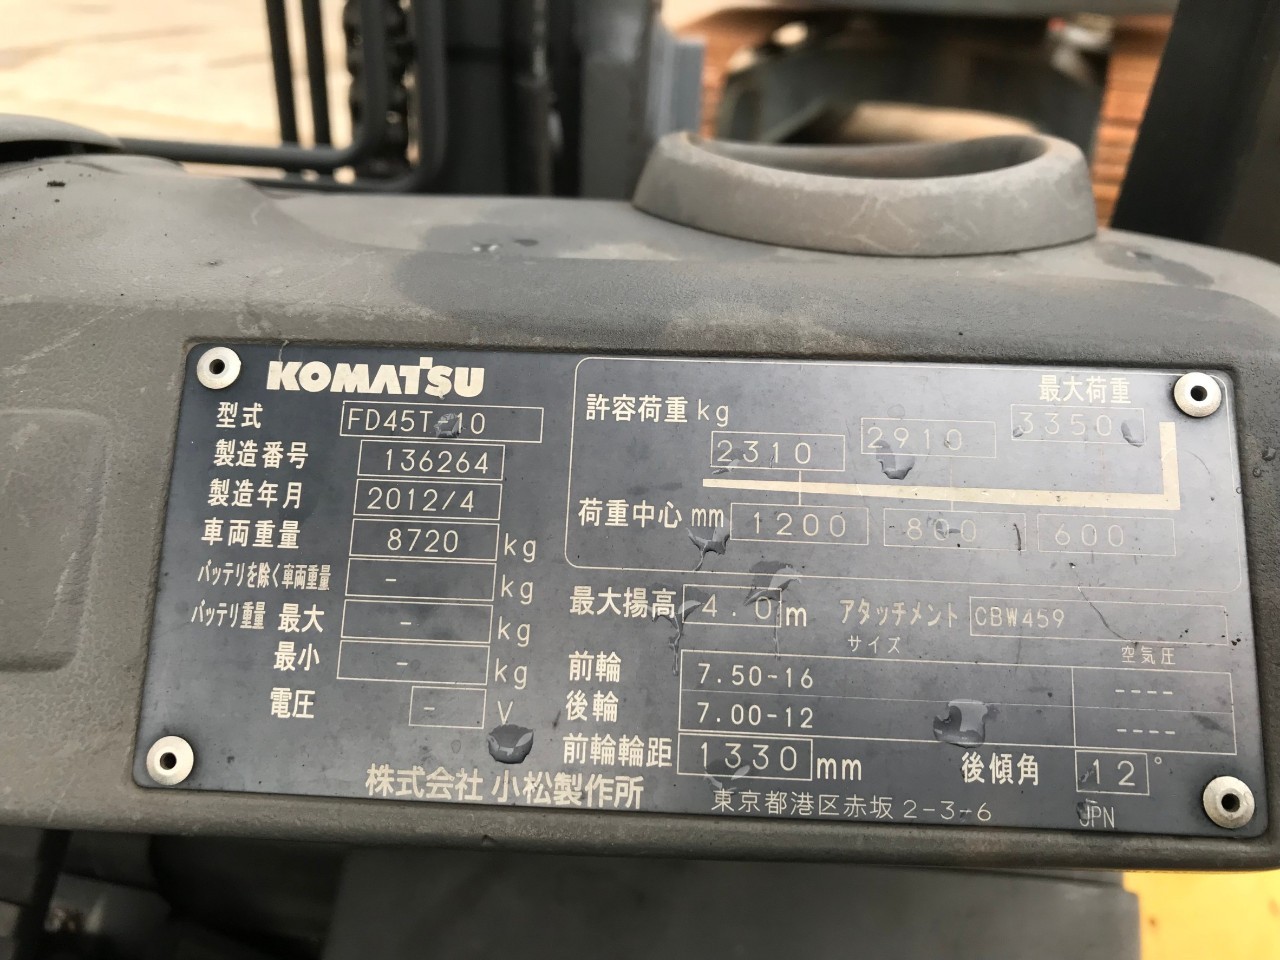 KOMATSU
型式 FD45T-10
製造番号 136264
製造年月 2012/4
車両重量 8720 kg
バッテリを除く車両重量 - kg
バッテリ重量 最大 - kg
最小 - kg
電圧 - V
許容荷重 kg 最大荷重
2310 2910 3350
荷重中心 mm 1200 800 600
最大揚高 4.0 m アタッチメント CBW459
サイズ 空気圧
前輪 7.50-16 ----
後輪 7.00-12 ----
前輪輪距 1330 mm 後傾角 12°
株式会社 小松製作所 東京都港区赤坂2-3-6 JPN